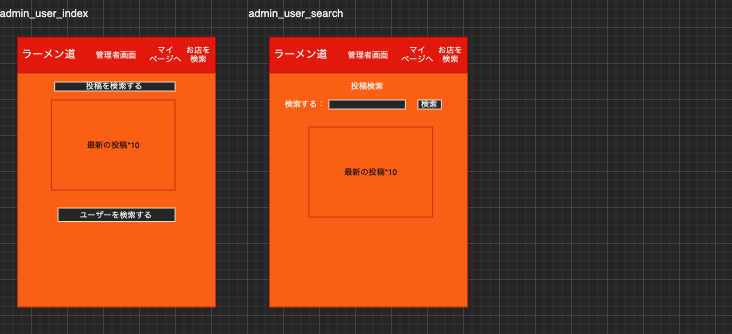 admin_user_index
ラーメン道
管理者画面
マイ
ページへ
お店を
検索
投稿を検索する
最新の投稿*10
ユーザーを検索する
admin_user_search
ラーメン道
管理者画面
マイ
ページへ
お店を
検索
投稿検索
検索する：
検索
最新の投稿*10